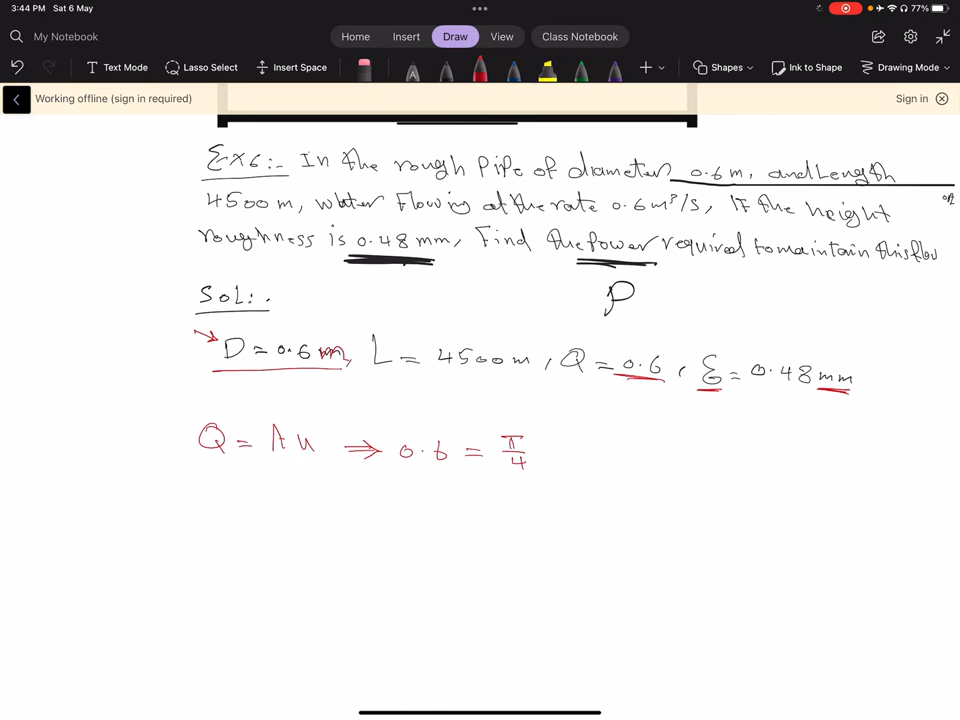 3:44 PM Sat 6 May
77%
My Notebook
Home Insert Draw View Class Notebook
Text Mode Lasso Select Insert Space A Shapes Ink to Shape Drawing Mode
Working offline (sign in required) Sign in
Ex6:- In the rough pipe of diameter 0.6 m, and Length
4500 m, water Flowing at the rate 0.6 m³/s, If the height of
roughness is 0.48 mm, Find the power required to maintain this flow
P
Sol:.
D = 0.6 m, L = 4500 m, Q = 0.6, Ɛ = 0.48 mm
Q = A u ⇒ 0.6 = π/4